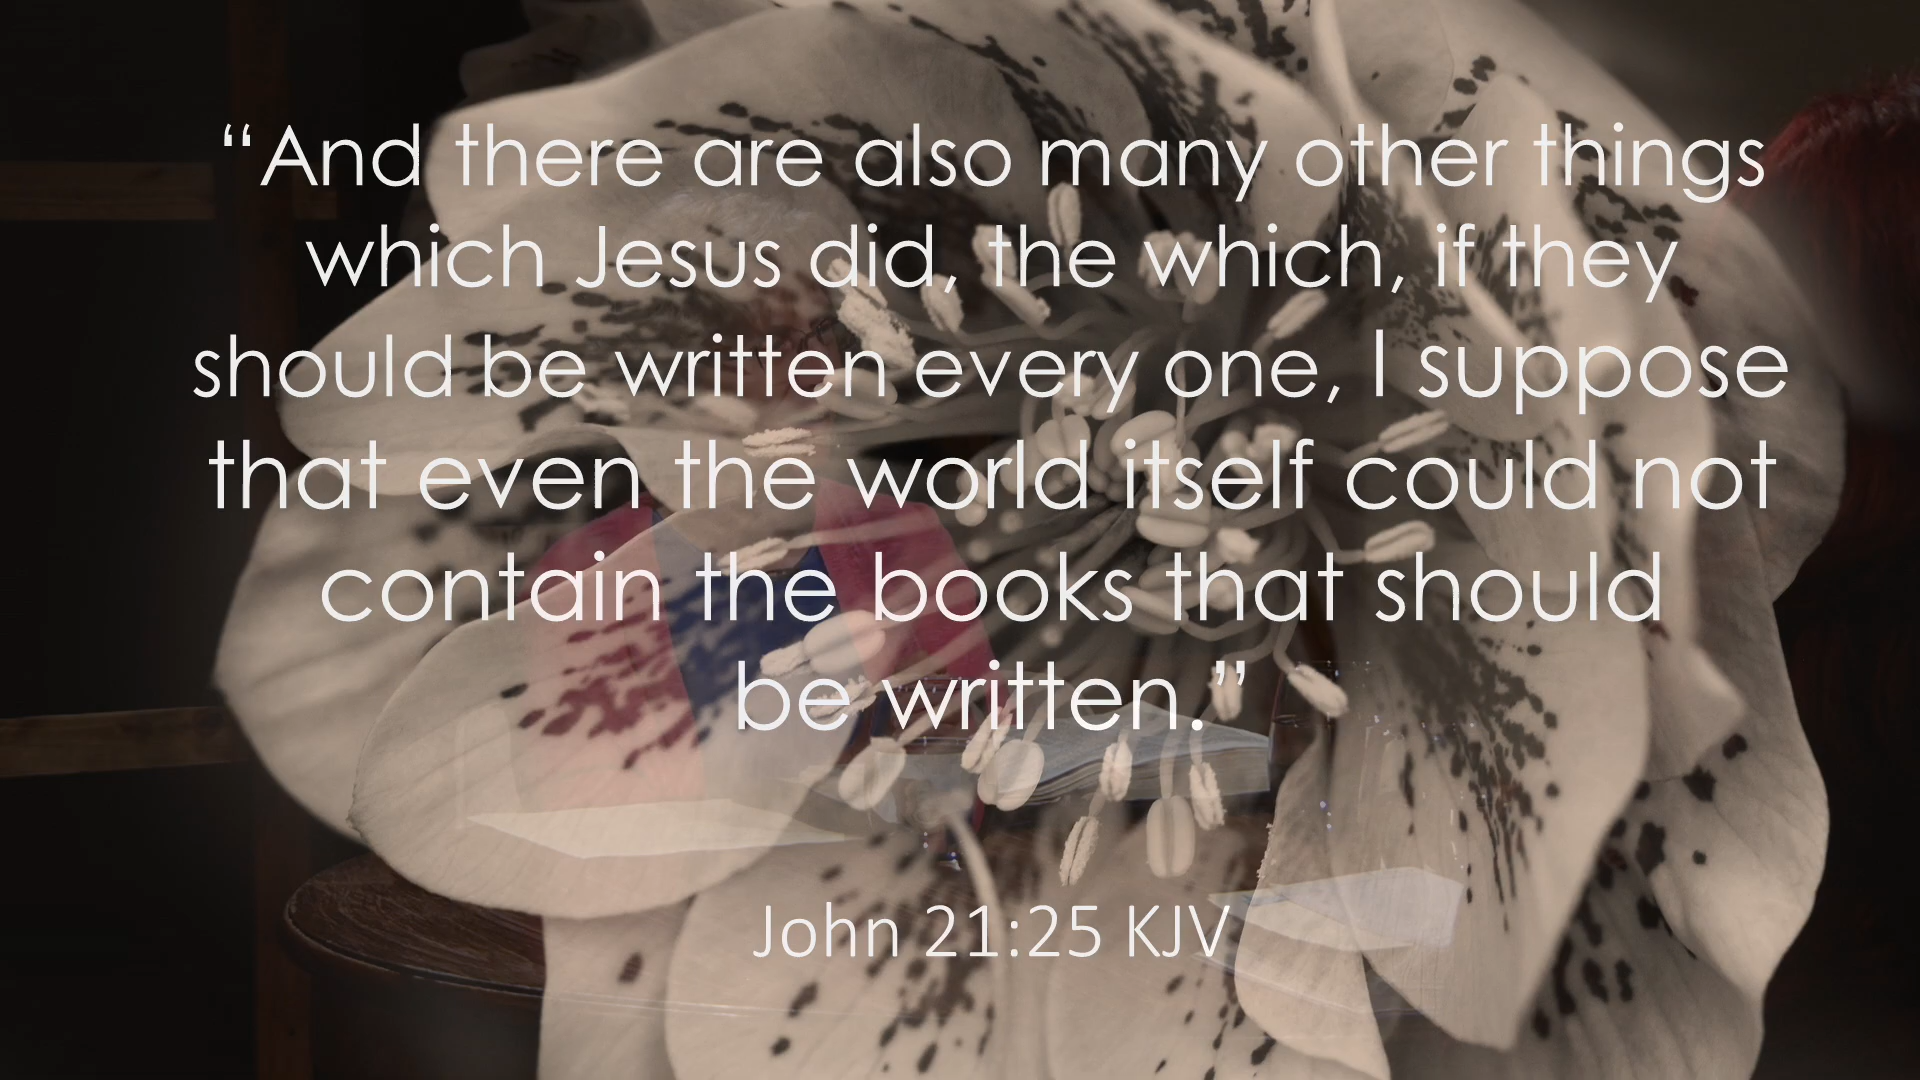 “And there are also many other things
which Jesus did, the which, if they
should be written every one, I suppose
that even the world itself could not
contain the books that should
be written.”
John 21:25 KJV